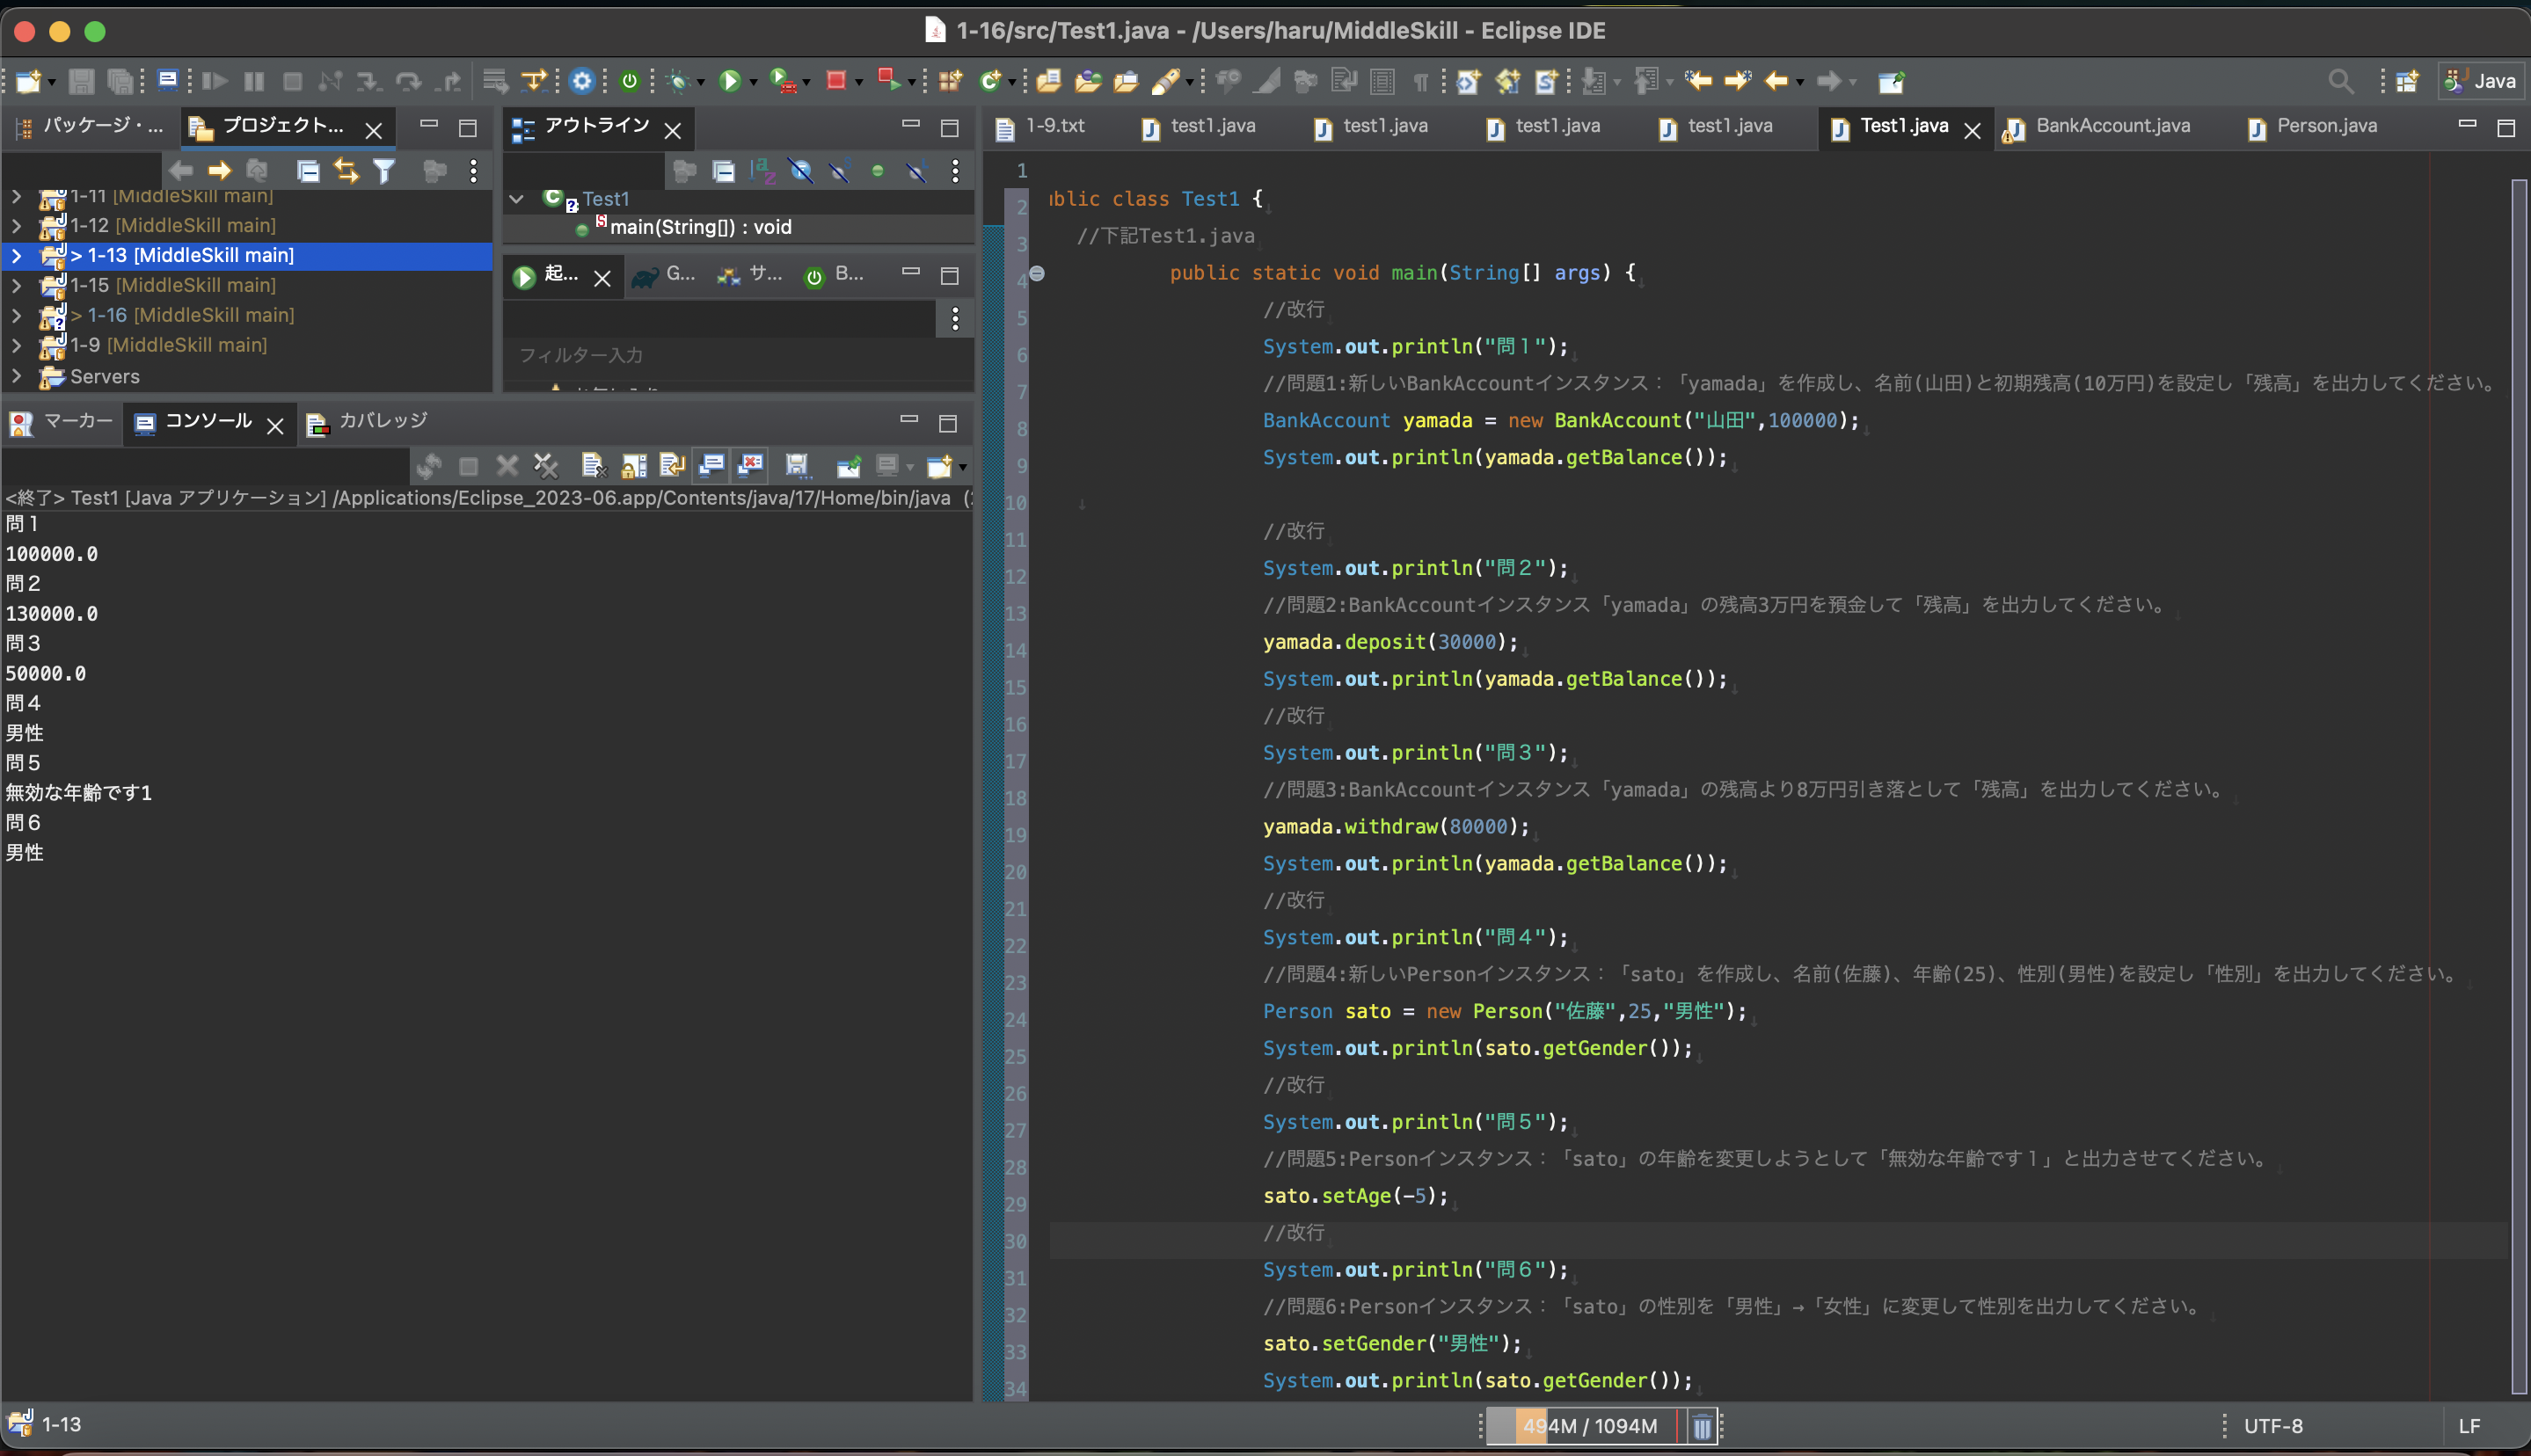 1-16/src/Test1.java - /Users/haru/MiddleSkill - Eclipse IDE
Java
パッケージ・...
プロジェクト...
1-11 [MiddleSkill main]
1-12 [MiddleSkill main]
> 1-13 [MiddleSkill main]
1-15 [MiddleSkill main]
> 1-16 [MiddleSkill main]
1-9 [MiddleSkill main]
Servers
アウトライン
Test1
main(String[]) : void
起...
G...
サ...
B...
フィルター入力
マーカー
コンソール
カバレッジ
<終了> Test1 [Java アプリケーション] /Applications/Eclipse_2023-06.app/Contents/java/17/Home/bin/java
問１
100000.0
問２
130000.0
問３
50000.0
問４
男性
問５
無効な年齢です1
問６
男性
1-9.txt
test1.java
test1.java
test1.java
test1.java
Test1.java
BankAccount.java
Person.java
1
2 blic class Test1 {
3 //下記Test1.java
4 public static void main(String[] args) {
5 //改行
6 System.out.println("問１");
7 //問題1:新しいBankAccountインスタンス：「yamada」を作成し、名前(山田)と初期残高(10万円)を設定し「残高」を出力してください。
8 BankAccount yamada = new BankAccount("山田",100000);
9 System.out.println(yamada.getBalance());
10
11 //改行
12 System.out.println("問２");
13 //問題2:BankAccountインスタンス「yamada」の残高3万円を預金して「残高」を出力してください。
14 yamada.deposit(30000);
15 System.out.println(yamada.getBalance());
16 //改行
17 System.out.println("問３");
18 //問題3:BankAccountインスタンス「yamada」の残高より8万円引き落として「残高」を出力してください。
19 yamada.withdraw(80000);
20 System.out.println(yamada.getBalance());
21 //改行
22 System.out.println("問４");
23 //問題4:新しいPersonインスタンス：「sato」を作成し、名前(佐藤)、年齢(25)、性別(男性)を設定し「性別」を出力してください。
24 Person sato = new Person("佐藤",25,"男性");
25 System.out.println(sato.getGender());
26 //改行
27 System.out.println("問５");
28 //問題5:Personインスタンス：「sato」の年齢を変更しようとして「無効な年齢です１」と出力させてください。
29 sato.setAge(-5);
30 //改行
31 System.out.println("問６");
32 //問題6:Personインスタンス：「sato」の性別を「男性」→「女性」に変更して性別を出力してください。
33 sato.setGender("男性");
34 System.out.println(sato.getGender());
1-13
494M / 1094M
UTF-8
LF